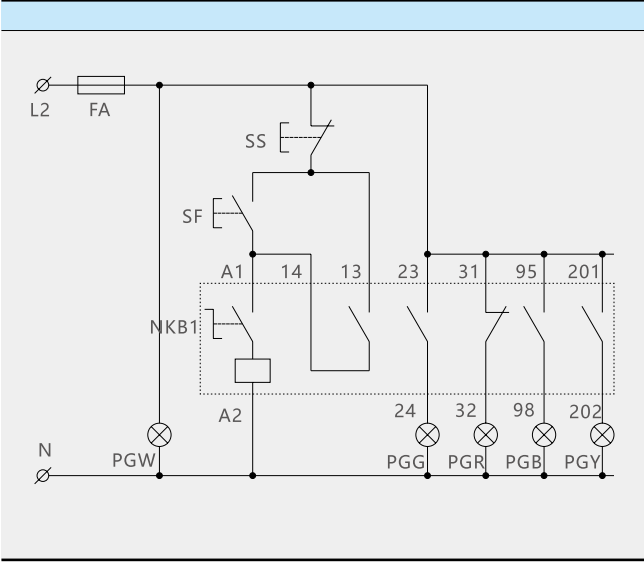 L2
FA
SS
SF
A1 14 13 23 31 95 201
NKB1
A2
24 32 98 202
N
PGW
PGG PGR PGB PGY